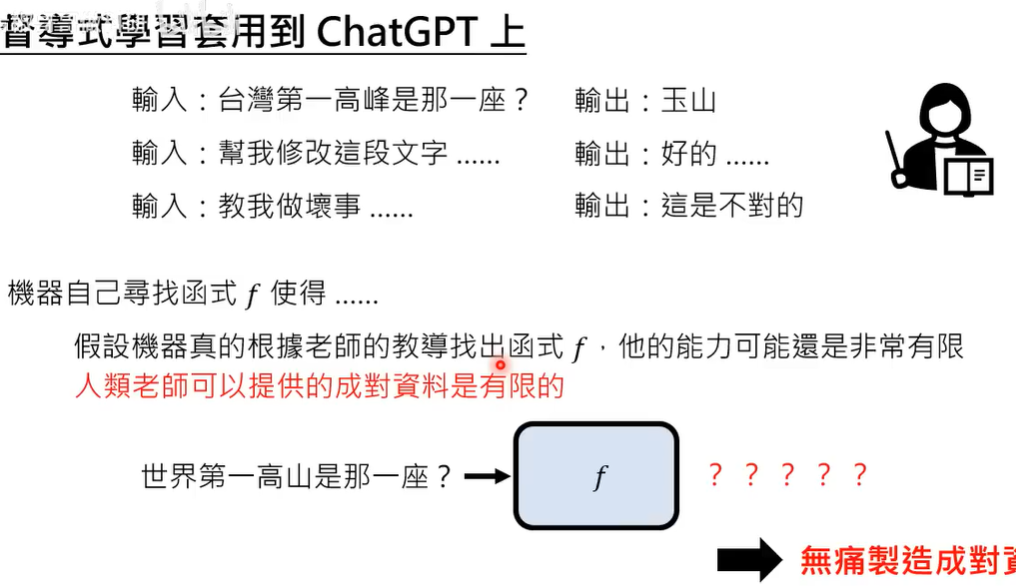 督導式學習套用到 ChatGPT 上
輸入：台灣第一高峰是那一座？ 輸出：玉山
輸入：幫我修改這段文字 …… 輸出：好的 ……
輸入：教我做壞事 …… 輸出：這是不對的
機器自己尋找函式 f 使得 ……
假設機器真的根據老師的教導找出函式 f，他的能力可能還是非常有限
人類老師可以提供的成對資料是有限的
世界第一高山是那一座？ f ？？？？？
無痛製造成對資